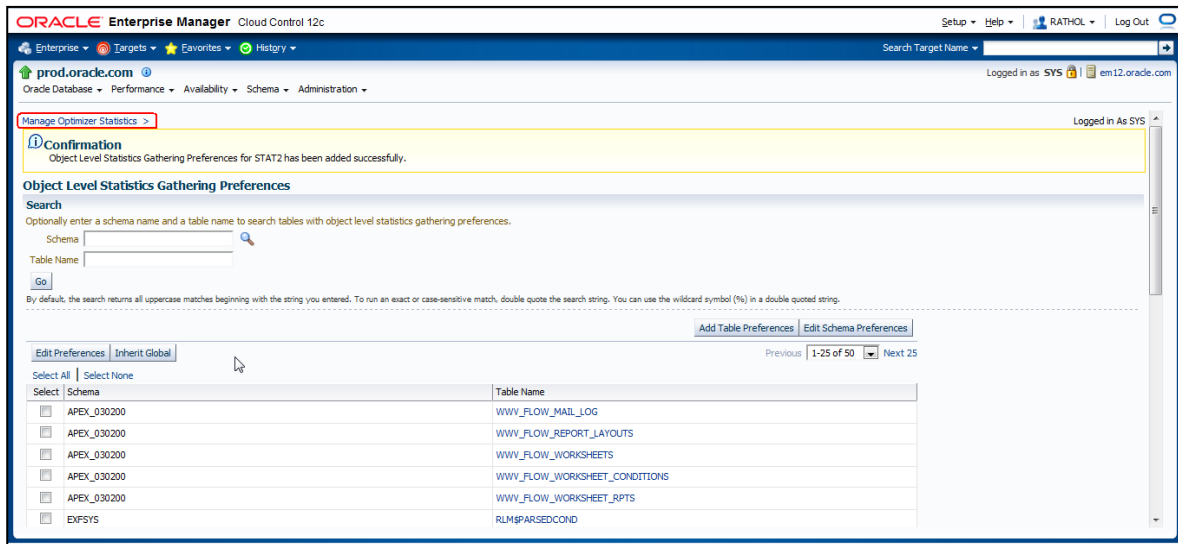 ORACLE Enterprise Manager Cloud Control 12c
Setup Help RATHOL Log Out
Enterprise Targets Favorites History Search Target Name
prod.oracle.com Logged in as SYS em12.oracle.com
Oracle Database Performance Availability Schema Administration
Manage Optimizer Statistics > Logged in As SYS
Confirmation
Object Level Statistics Gathering Preferences for STAT2 has been added successfully.
Object Level Statistics Gathering Preferences
Search
Optionally enter a schema name and a table name to search tables with object level statistics gathering preferences.
Schema
Table Name
Go
By default, the search returns all uppercase matches beginning with the string you entered. To run an exact or case-sensitive match, double quote the search string. You can use the wildcard symbol (%) in a double quoted string.
Add Table Preferences Edit Schema Preferences
Edit Preferences Inherit Global Previous 1-25 of 50 Next 25
Select All | Select None
Select Schema Table Name
APEX_030200 WWV_FLOW_MAIL_LOG
APEX_030200 WWV_FLOW_REPORT_LAYOUTS
APEX_030200 WWV_FLOW_WORKSHEETS
APEX_030200 WWV_FLOW_WORKSHEET_CONDITIONS
APEX_030200 WWV_FLOW_WORKSHEET_RPTS
EXFSYS RLM$PARSEDCOND